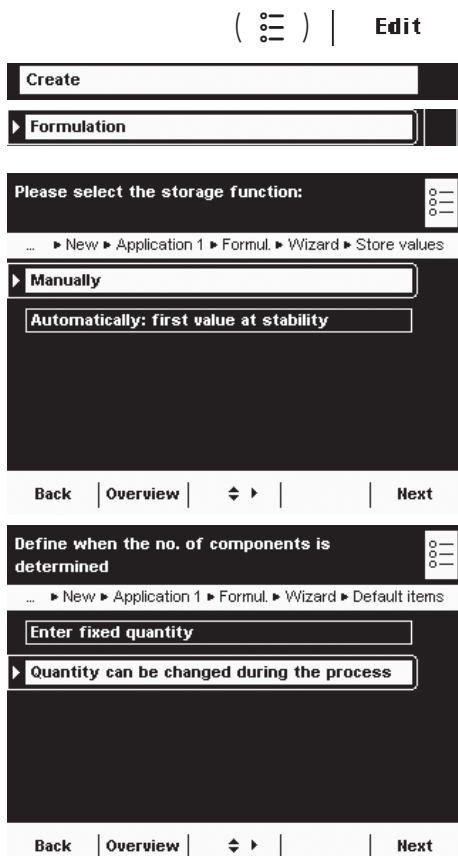 ( ) | Edit
Create
Formulation
Please select the storage function:
... ▶ New ▶ Application 1 ▶ Formul. ▶ Wizard ▶ Store values
Manually
Automatically: first value at stability
Back | Overview | | | Next
Define when the no. of components is
determined
... ▶ New ▶ Application 1 ▶ Formul. ▶ Wizard ▶ Default items
Enter fixed quantity
Quantity can be changed during the process
Back | Overview | | | Next